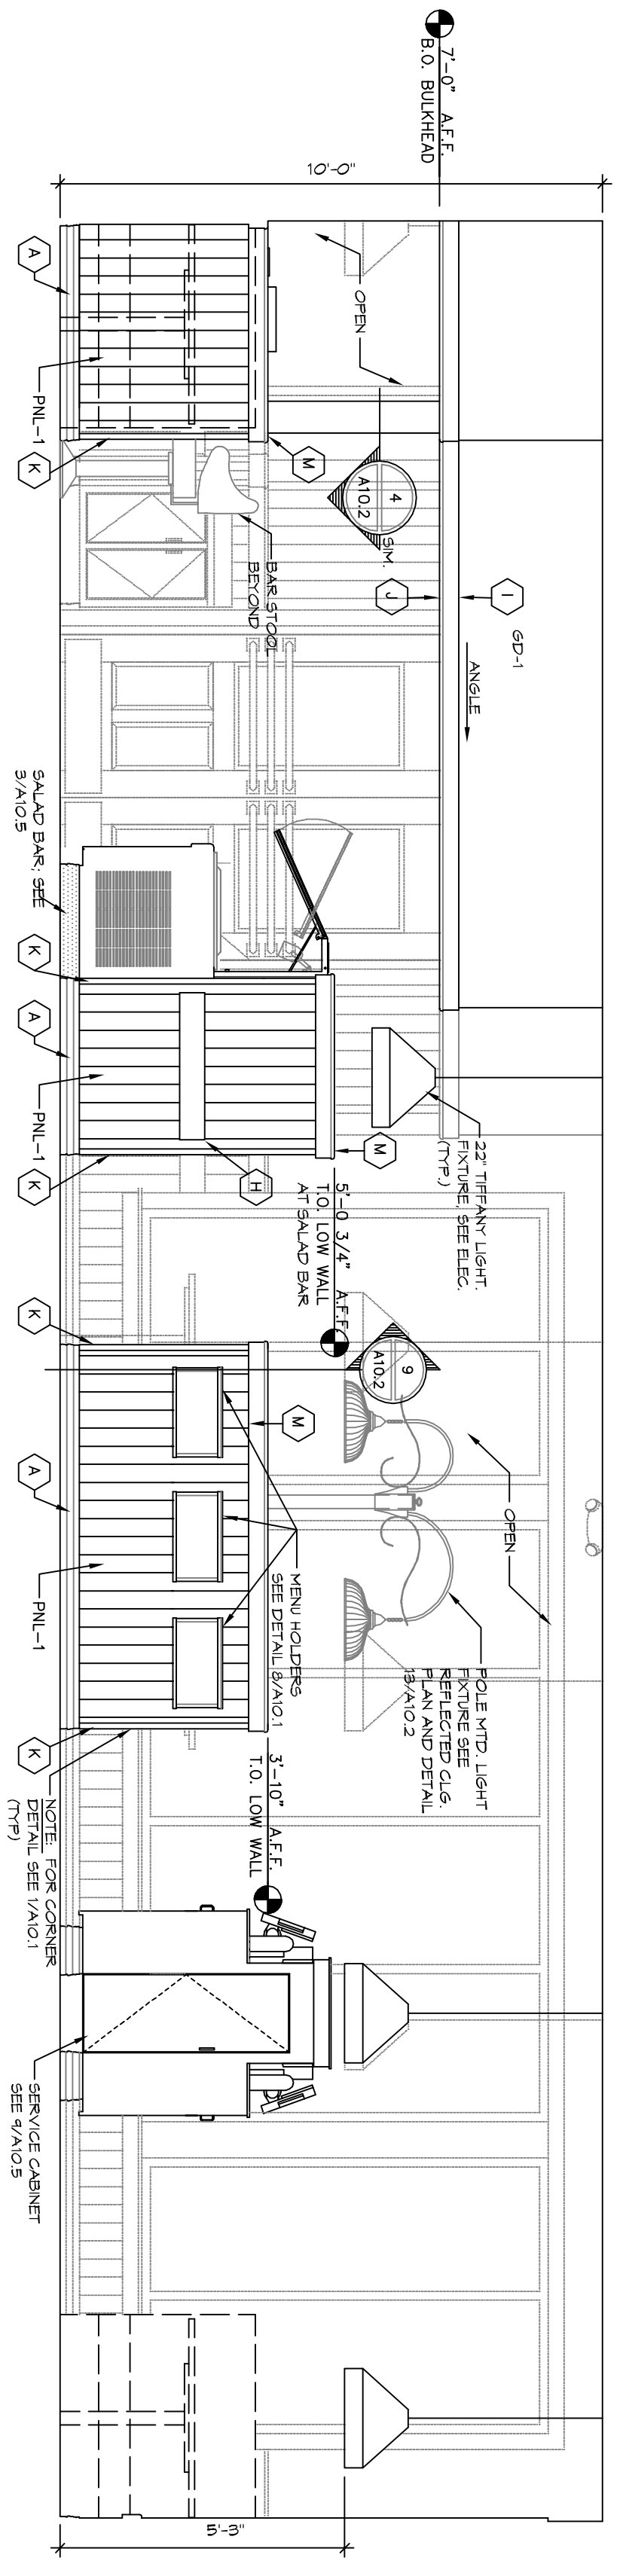 7'-0" A.F.F.
B.O. BULKHEAD
10'-0"
A
OPEN
PNL-1
K
M
4
A10.2
SIM.
BAR STOOL
BEYOND
J
I
GD-1
ANGLE
SALAD BAR; SEE
3/A10.5
K
A
PNL-1
K
H
M
22" TIFFANY LIGHT.
FIXTURE, SEE ELEC.
(TYP.)
5'-0 3/4" A.F.F.
T.O. LOW WALL
AT SALAD BAR
K
9
A10.2
M
A
OPEN
PNL-1
MENU HOLDERS
SEE DETAIL 8/A10.1
POLE MTD. LIGHT
FIXTURE SEE
REFLECTED CLG.
PLAN AND DETAIL
13/A10.2
K
3'-10" A.F.F.
T.O. LOW WALL
NOTE: FOR CORNER
DETAIL SEE 1/A10.1
(TYP)
SERVICE CABINET
SEE 9/A10.5
5'-3"